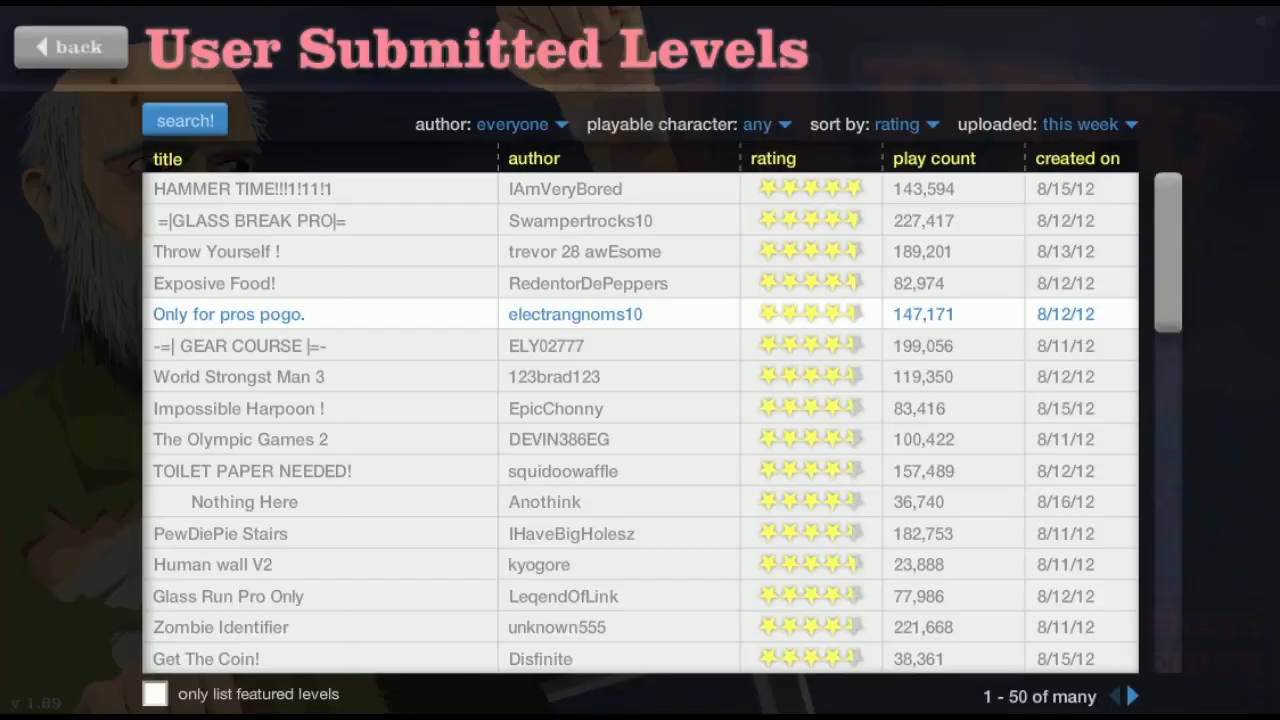 back
User Submitted Levels
search!
author: everyone playable character: any sort by: rating uploaded: this week
title author rating play count created on
HAMMER TIME!!!1!11!1 IAmVeryBored 143,594 8/15/12
=|GLASS BREAK PRO|= Swampertrocks10 227,417 8/12/12
Throw Yourself ! trevor 28 awEsome 189,201 8/13/12
Exposive Food! RedentorDePeppers 82,974 8/12/12
Only for pros pogo. electrangnoms10 147,171 8/12/12
-=| GEAR COURSE |=- ELY02777 199,056 8/11/12
World Strongst Man 3 123brad123 119,350 8/12/12
Impossible Harpoon ! EpicChonny 83,416 8/15/12
The Olympic Games 2 DEVIN386EG 100,422 8/11/12
TOILET PAPER NEEDED! squidoowaffle 157,489 8/12/12
Nothing Here Anothink 36,740 8/16/12
PewDiePie Stairs IHaveBigHolesz 182,753 8/11/12
Human wall V2 kyogore 23,888 8/11/12
Glass Run Pro Only LeqendOfLink 77,986 8/12/12
Zombie Identifier unknown555 221,668 8/11/12
Get The Coin! Disfinite 38,361 8/15/12
only list featured levels 1 - 50 of many
v 1.69